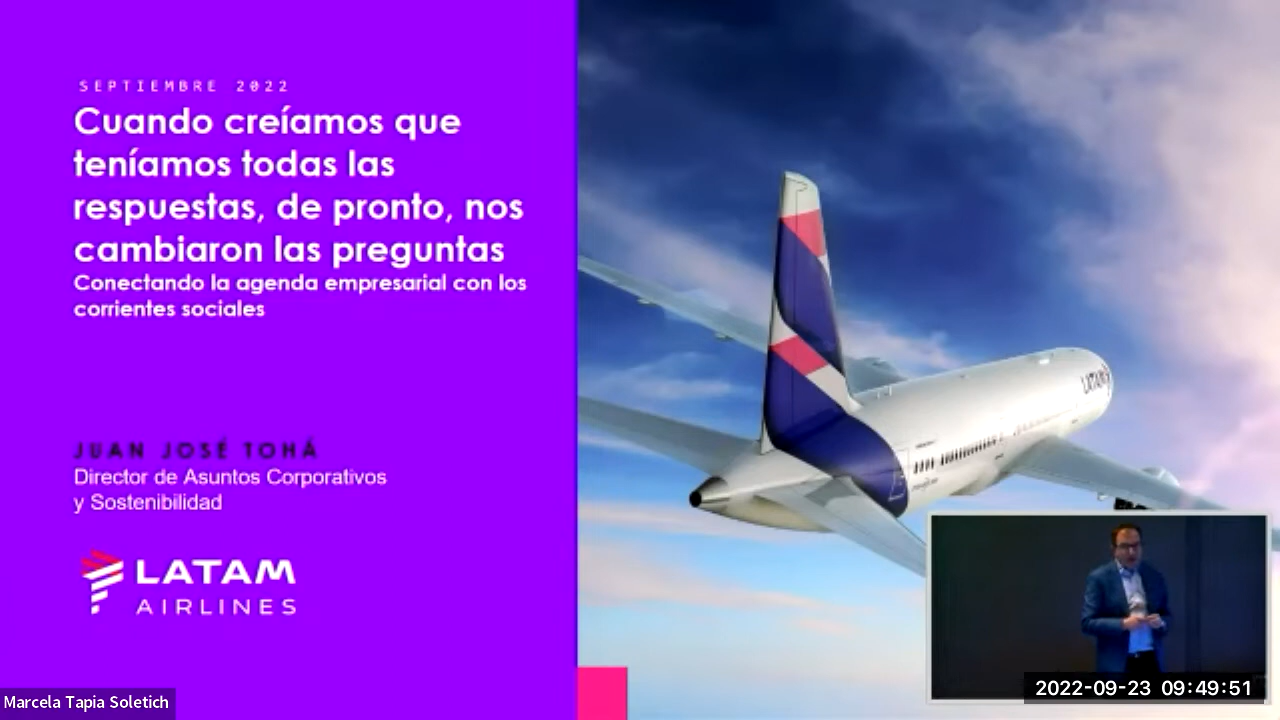 SEPTIEMBRE 2022
Cuando creíamos que
teníamos todas las
respuestas, de pronto, nos
cambiaron las preguntas
Conectando la agenda empresarial con los
corrientes sociales
JUAN JOSÉ TOHÁ
Director de Asuntos Corporativos
y Sostenibilidad
LATAM
AIRLINES
LATAM
Marcela Tapia Soletich
2022-09-23 09:49:51